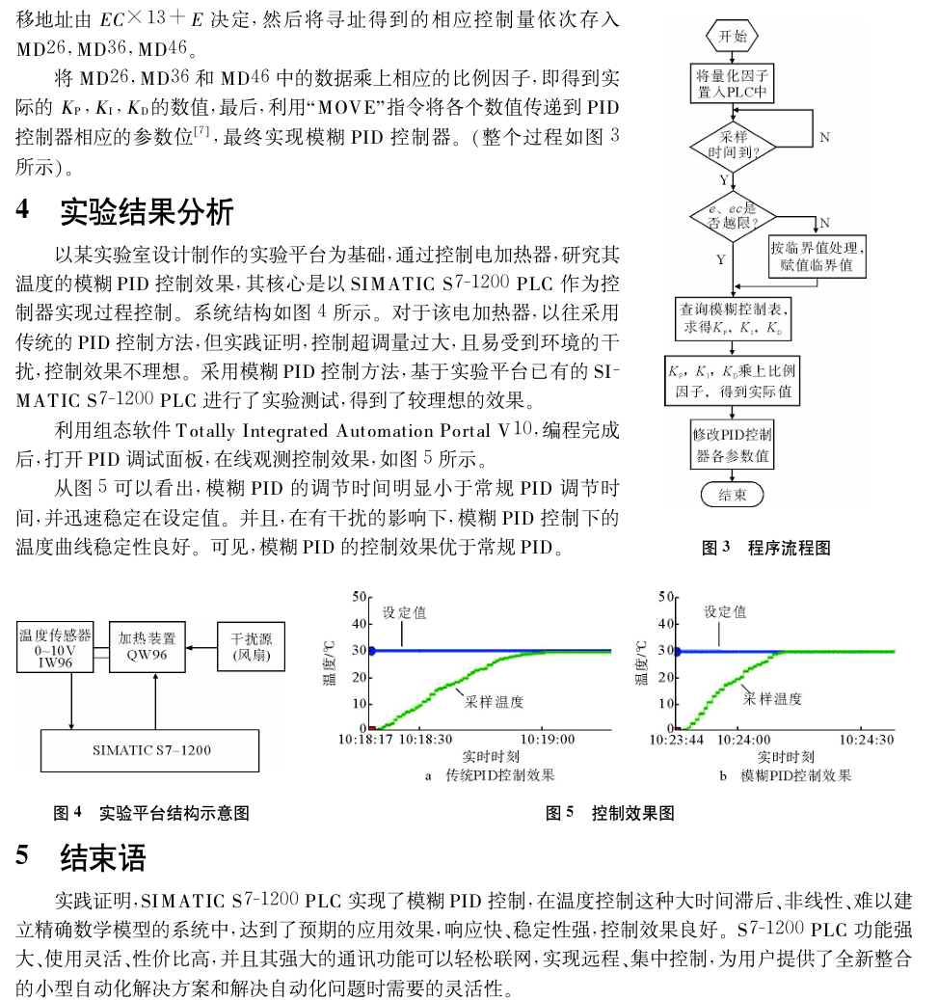 移地址由 EC×13+E 决定,然后将寻址得到的相应控制量依次存入
MD26,MD36,MD46。
将 MD26,MD36 和 MD46 中的数据乘上相应的比例因子,即得到实
际的 KP,KI,KD的数值,最后,利用“MOVE”指令将各个数值传递到 PID
控制器相应的参数位[7],最终实现模糊 PID 控制器。(整个过程如图 3
所示)。
4 实验结果分析
以某实验室设计制作的实验平台为基础,通过控制电加热器,研究其
温度的模糊 PID 控制效果,其核心是以 SIMATIC S7-1200 PLC 作为控
制器实现过程控制。系统结构如图 4 所示。对于该电加热器,以往采用
传统的 PID 控制方法,但实践证明,控制超调量过大,且易受到环境的干
扰,控制效果不理想。采用模糊 PID 控制方法,基于实验平台已有的 SI-
MATIC S7-1200 PLC 进行了实验测试,得到了较理想的效果。
利用组态软件 Totally Integrated Automation Portal V10,编程完成
后,打开 PID 调试面板,在线观测控制效果,如图 5 所示。
从图 5 可以看出,模糊 PID 的调节时间明显小于常规 PID 调节时
间,并迅速稳定在设定值。并且,在有干扰的影响下,模糊 PID 控制下的
温度曲线稳定性良好。可见,模糊 PID 的控制效果优于常规 PID。
开始
将量化因子
置入PLC中
采样
时间到?
N
Y
e、ec是
否越限?
N
Y
按临界值处理,
赋值临界值
查询模糊控制表,
求得KP, KI, KD
KP, KI, KD乘上比例
因子, 得到实际值
修改PID控制
器各参数值
结束
图 3 程序流程图
温度传感器
0~10V
IW96
加热装置
QW96
干扰源
(风扇)
SIMATIC S7-1200
图 4 实验平台结构示意图
50
40
30
20
10
0
温度/℃
设定值
采样温度
10:18:17 10:18:30 10:19:00
实时时刻
a 传统PID控制效果
50
40
30
20
10
0
温度/℃
设定值
采样温度
10:23:44 10:24:00 10:24:30
实时时刻
b 模糊PID控制效果
图 5 控制效果图
5 结束语
实践证明,SIMATIC S7-1200 PLC 实现了模糊 PID 控制,在温度控制这种大时间滞后、非线性、难以建
立精确数学模型的系统中,达到了预期的应用效果,响应快、稳定性强,控制效果良好。S7-1200 PLC 功能强
大、使用灵活、性价比高,并且其强大的通讯功能可以轻松联网,实现远程、集中控制,为用户提供了全新整合
的小型自动化解决方案和解决自动化问题时需要的灵活性。